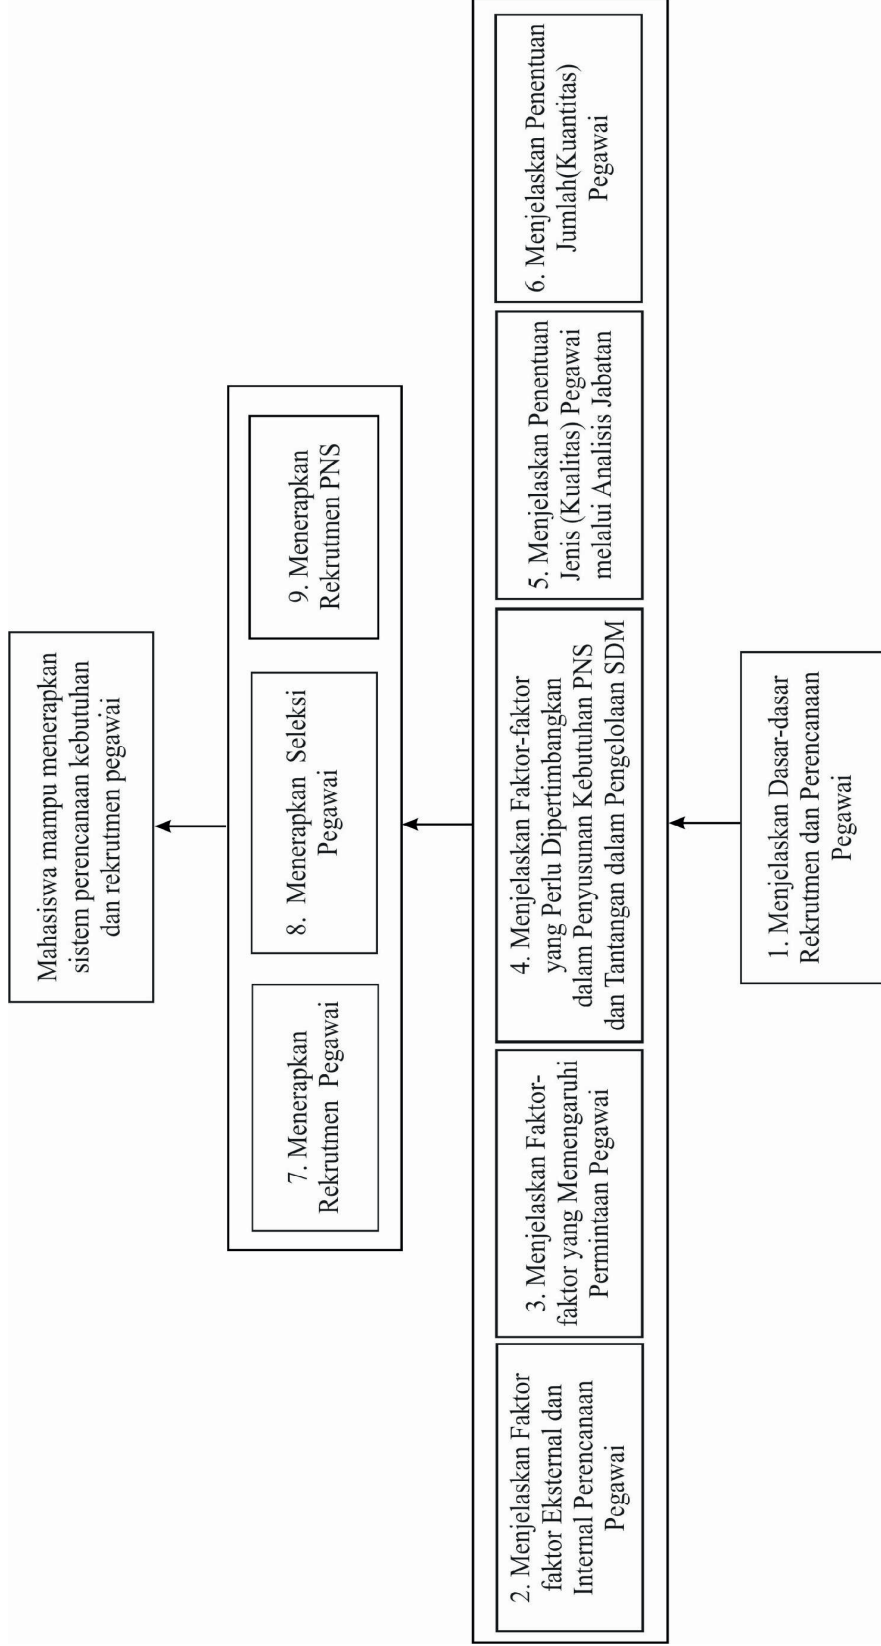 Mahasiswa mampu menerapkan
sistem perencanaan kebutuhan
dan rekrutmen pegawai
7. Menerapkan
Rekrutmen Pegawai
8. Menerapkan Seleksi
Pegawai
9. Menerapkan
Rekrutmen PNS
2. Menjelaskan Faktor
faktor Eksternal dan
Internal Perencanaan
Pegawai
3. Menjelaskan Faktor-
faktor yang Memengaruhi
Permintaan Pegawai
4. Menjelaskan Faktor-faktor
yang Perlu Dipertimbangkan
dalam Penyusunan Kebutuhan PNS
dan Tantangan dalam Pengelolaan SDM
5. Menjelaskan Penentuan
Jenis (Kualitas) Pegawai
melalui Analisis Jabatan
6. Menjelaskan Penentuan
Jumlah(Kuantitas)
Pegawai
1. Menjelaskan Dasar-dasar
Rekrutmen dan Perencanaan
Pegawai